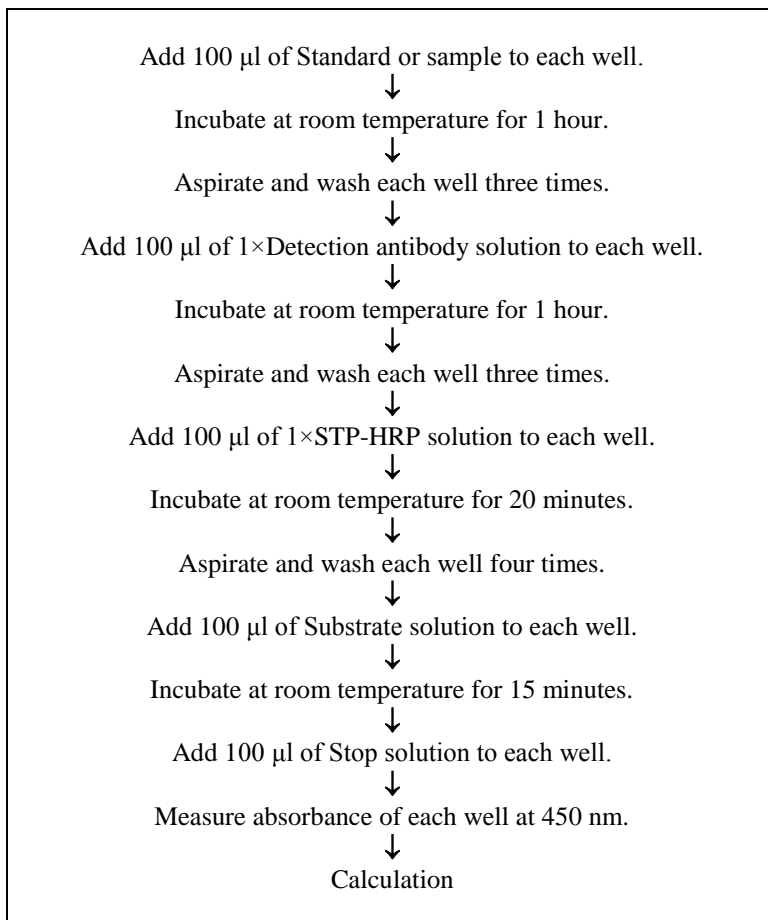 Add 100 μl of Standard or sample to each well.
↓
Incubate at room temperature for 1 hour.
↓
Aspirate and wash each well three times.
↓
Add 100 μl of 1×Detection antibody solution to each well.
↓
Incubate at room temperature for 1 hour.
↓
Aspirate and wash each well three times.
↓
Add 100 μl of 1×STP-HRP solution to each well.
↓
Incubate at room temperature for 20 minutes.
↓
Aspirate and wash each well four times.
↓
Add 100 μl of Substrate solution to each well.
↓
Incubate at room temperature for 15 minutes.
↓
Add 100 μl of Stop solution to each well.
↓
Measure absorbance of each well at 450 nm.
↓
Calculation